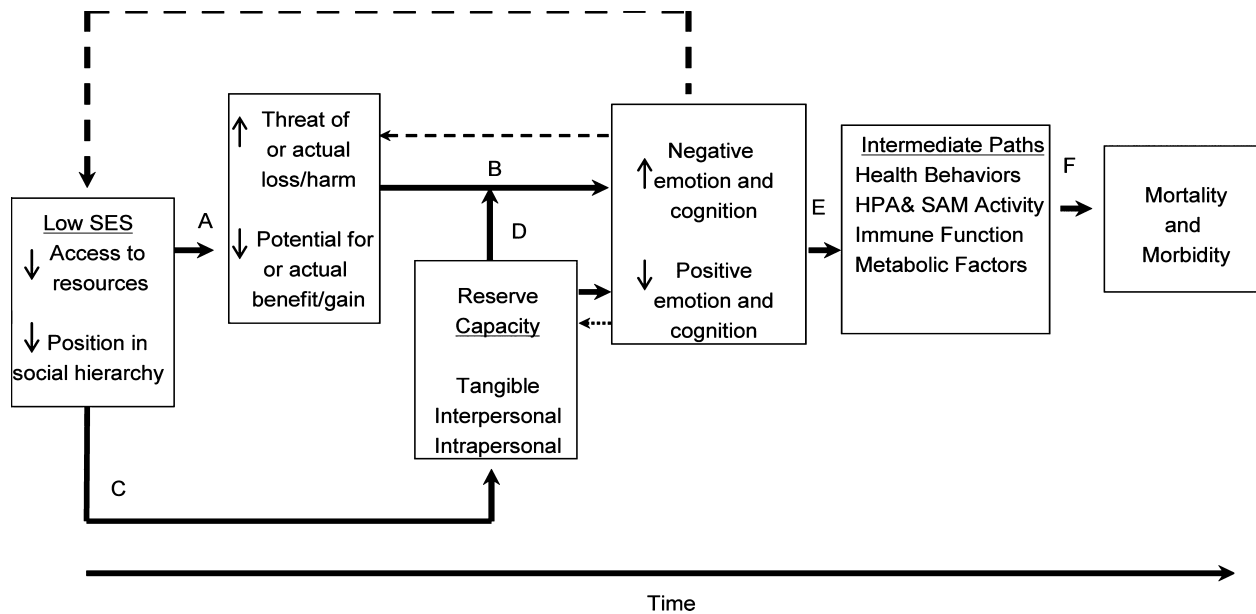 Low SES
↓ Access to
resources
↓ Position in
social hierarchy
A
↑ Threat of
or actual
loss/harm
↓ Potential for
or actual
benefit/gain
B
C
D
Reserve
Capacity
Tangible
Interpersonal
Intrapersonal
Negative
↑ emotion and
cognition
↓ Positive
emotion and
cognition
E
Intermediate Paths
Health Behaviors
HPA& SAM Activity
Immune Function
Metabolic Factors
F
Mortality
and
Morbidity
Time